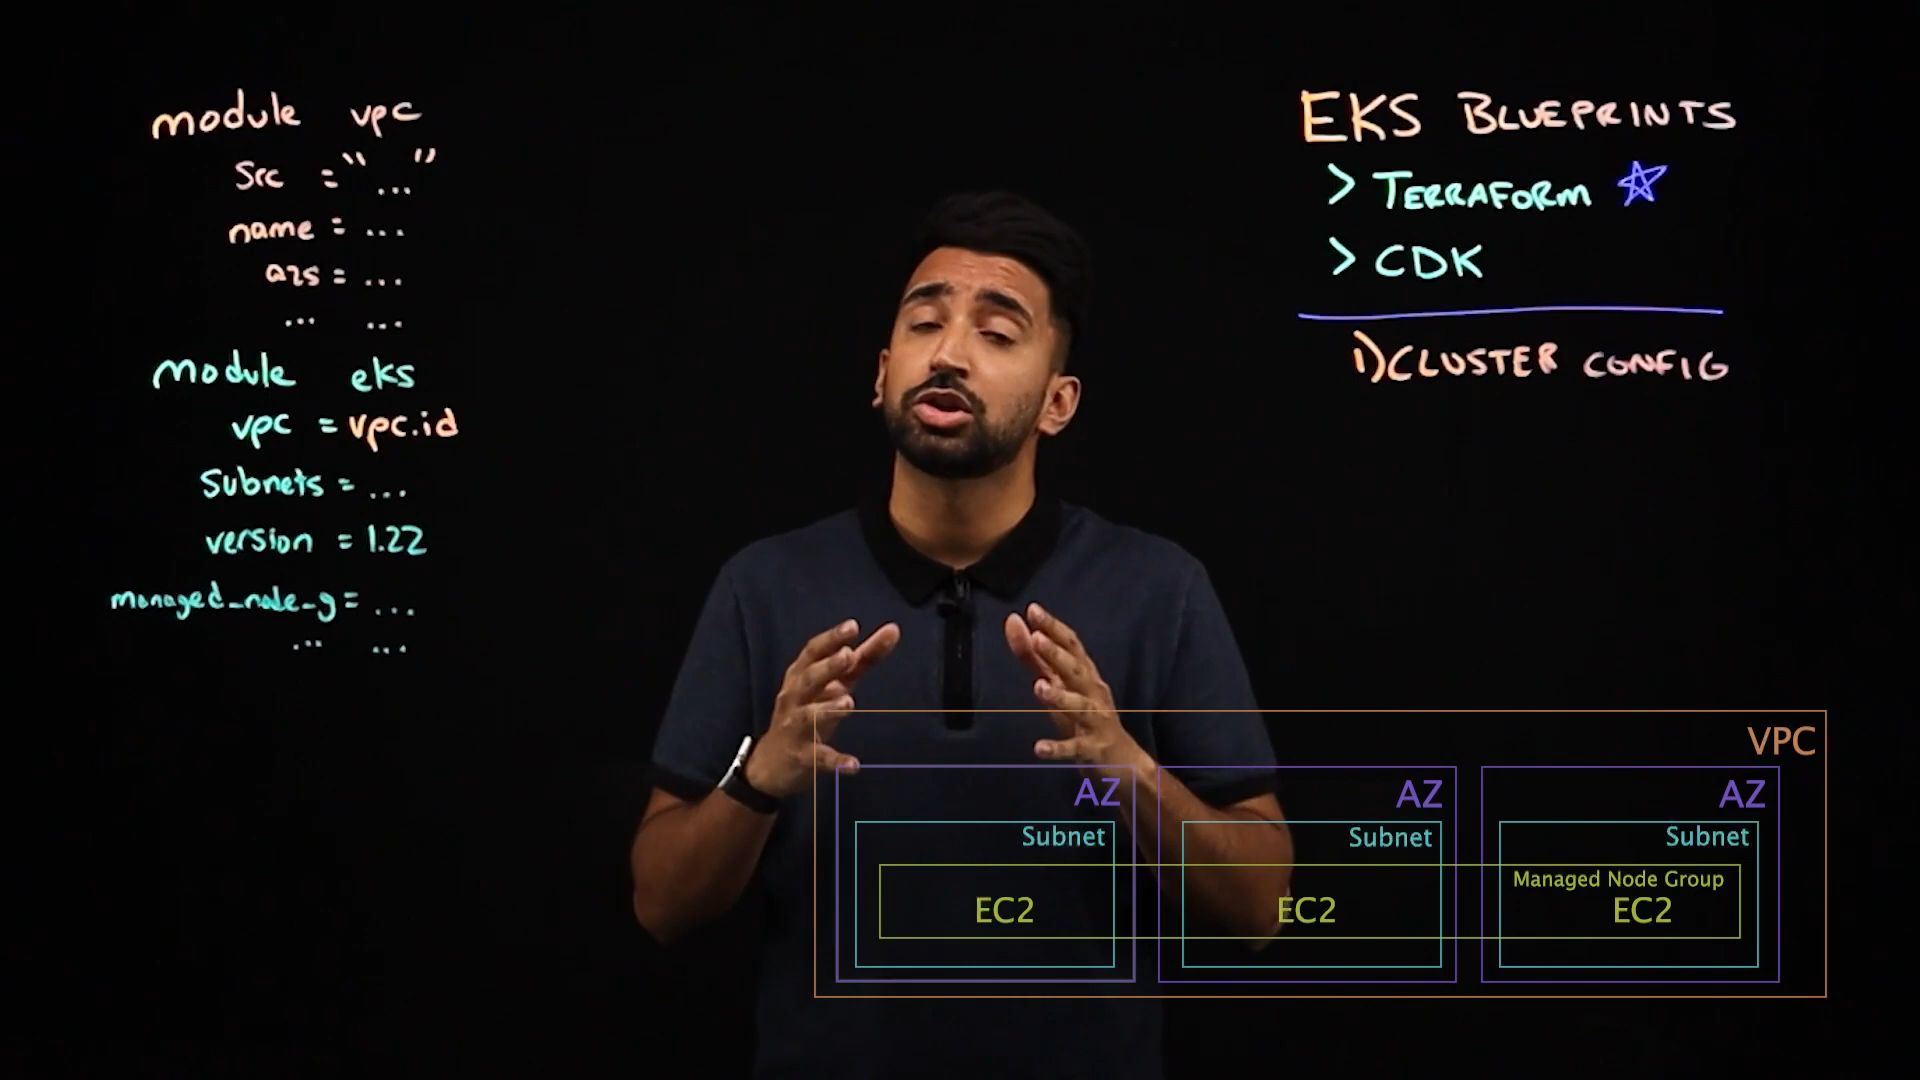 module vpc
src = "..."
name = ...
azs = ...
... ...
module eks
vpc = vpc.id
Subnets = ...
version = 1.22
managed_node_g = ...
... ...
EKS BLUEPRINTS
> TERRAFORM
> CDK
1) CLUSTER CONFIG
VPC
AZ AZ AZ
Subnet Subnet Subnet
Managed Node Group
EC2 EC2 EC2